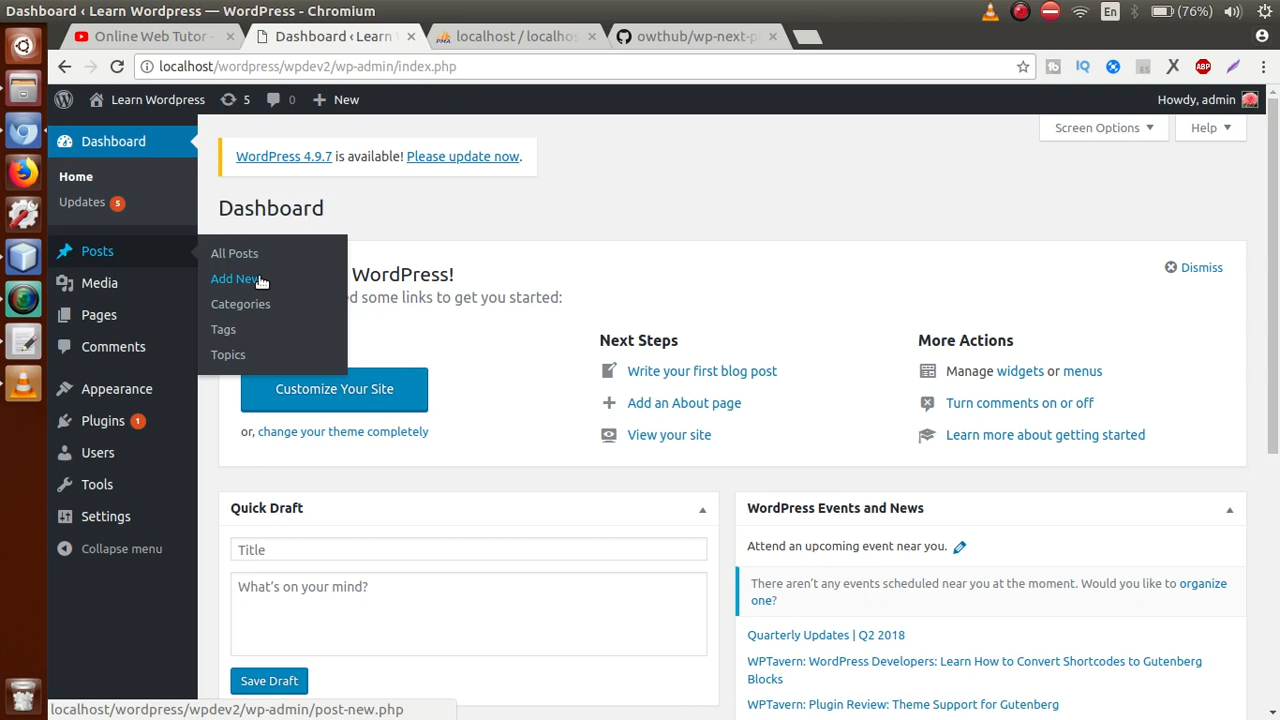 Dashboard ‹ Learn Wordpress — WordPress - Chromium
En
(76%)
Online Web Tutor -
Dashboard ‹ Learn W
localhost / localhos
owthub/wp-next-pl
localhost/wordpress/wpdev2/wp-admin/index.php
ABP
Learn Wordpress
5
0
New
Howdy, admin
Dashboard
Home
Updates 5
Posts
Media
Pages
Comments
Appearance
Plugins 1
Users
Tools
Settings
Collapse menu
All Posts
Add New
Categories
Tags
Topics
Screen Options
Help
WordPress 4.9.7 is available! Please update now.
Dashboard
WordPress!
ed some links to get you started:
Dismiss
Customize Your Site
or, change your theme completely
Next Steps
Write your first blog post
Add an About page
View your site
More Actions
Manage widgets or menus
Turn comments on or off
Learn more about getting started
Quick Draft
Title
What's on your mind?
Save Draft
WordPress Events and News
Attend an upcoming event near you.
There aren't any events scheduled near you at the moment. Would you like to organize
one?
Quarterly Updates | Q2 2018
WPTavern: WordPress Developers: Learn How to Convert Shortcodes to Gutenberg
Blocks
WPTavern: Plugin Review: Theme Support for Gutenberg
localhost/wordpress/wpdev2/wp-admin/post-new.php